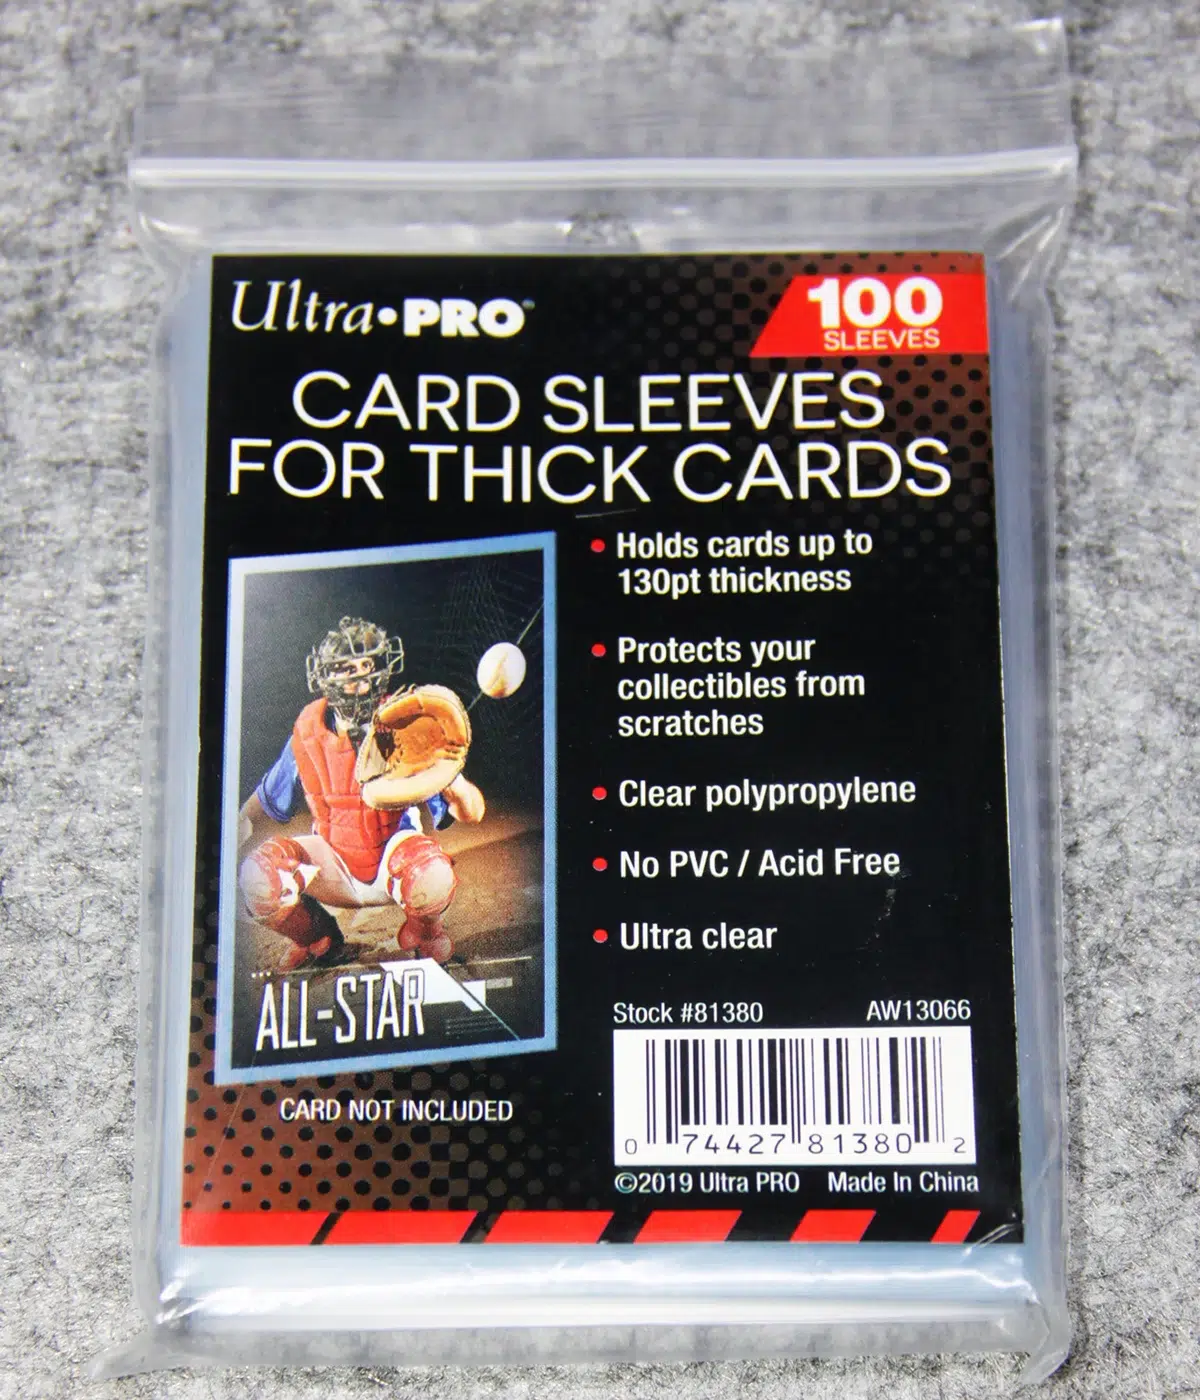 Ultra•PRO
100
SLEEVES
CARD SLEEVES
FOR THICK CARDS
• Holds cards up to
130pt thickness
• Protects your
collectibles from
scratches
• Clear polypropylene
• No PVC / Acid Free
• Ultra clear
ALL-STAR
CARD NOT INCLUDED
Stock #81380 AW13066
0 74427 81380 2
©2019 Ultra PRO Made In China